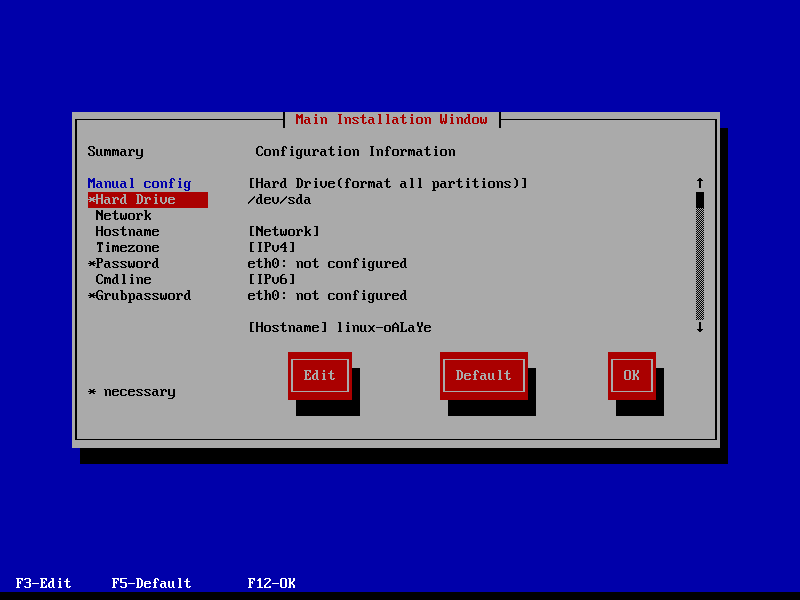 Main Installation Window
Summary Configuration Information
Manual config [Hard Drive(format all partitions)] ↑
*Hard Drive /dev/sda
Network
Hostname [Network]
Timezone [IPv4]
*Password eth0: not configured
Cmdline [IPv6]
*Grubpassword eth0: not configured
[Hostname] linux-oALaYe ↓
Edit Default OK
* necessary
F3-Edit F5-Default F12-OK